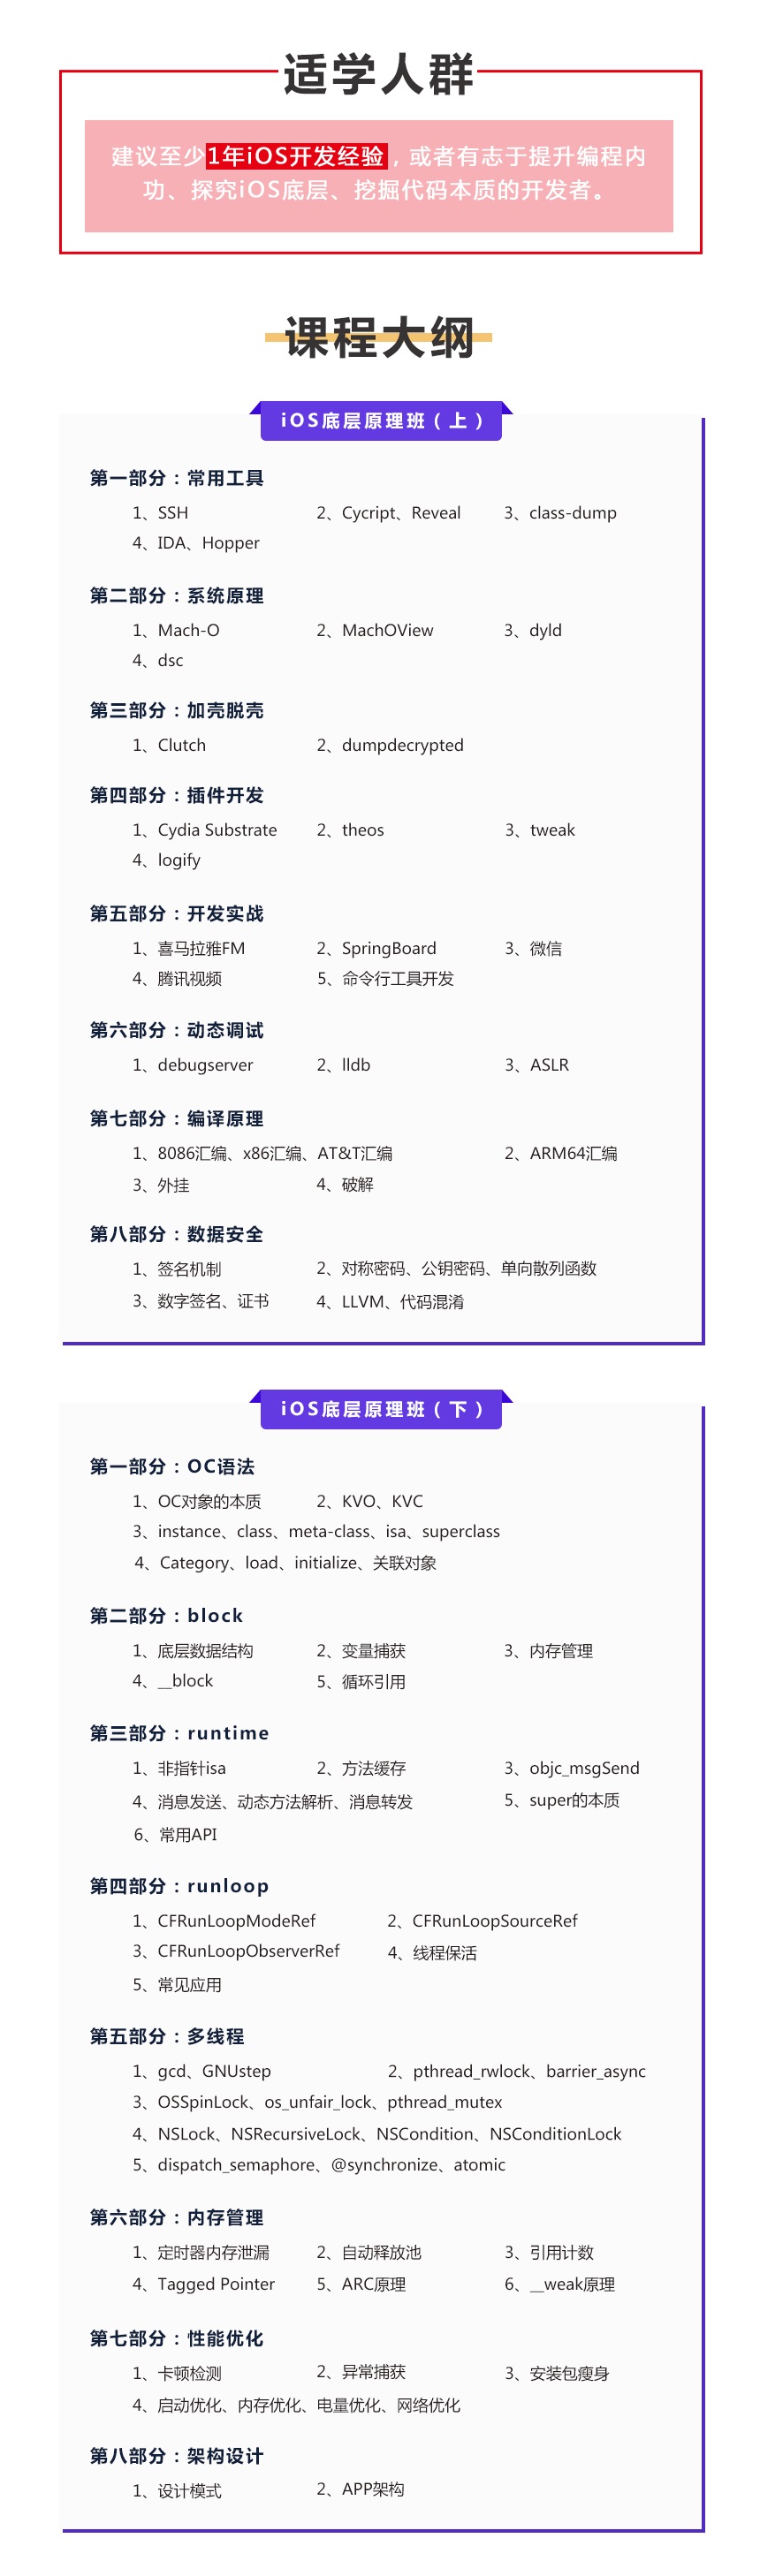 适学人群
建议至少1年iOS开发经验，或者有志于提升编程内
功、探究iOS底层、挖掘代码本质的开发者。
课程大纲
iOS底层原理班（上）
第一部分：常用工具
1、SSH 2、Cycript、Reveal 3、class-dump
4、IDA、Hopper
第二部分：系统原理
1、Mach-O 2、MachOView 3、dyld
4、dsc
第三部分：加壳脱壳
1、Clutch 2、dumpdecrypted
第四部分：插件开发
1、Cydia Substrate 2、theos 3、tweak
4、logify
第五部分：开发实战
1、喜马拉雅FM 2、SpringBoard 3、微信
4、腾讯视频 5、命令行工具开发
第六部分：动态调试
1、debugserver 2、lldb 3、ASLR
第七部分：编译原理
1、8086汇编、x86汇编、AT&T汇编 2、ARM64汇编
3、外挂 4、破解
第八部分：数据安全
1、签名机制 2、对称密码、公钥密码、单向散列函数
3、数字签名、证书 4、LLVM、代码混淆
iOS底层原理班（下）
第一部分：OC语法
1、OC对象的本质 2、KVO、KVC
3、instance、class、meta-class、isa、superclass
4、Category、load、initialize、关联对象
第二部分：block
1、底层数据结构 2、变量捕获 3、内存管理
4、__block 5、循环引用
第三部分：runtime
1、非指针isa 2、方法缓存 3、objc_msgSend
4、消息发送、动态方法解析、消息转发 5、super的本质
6、常用API
第四部分：runloop
1、CFRunLoopModeRef 2、CFRunLoopSourceRef
3、CFRunLoopObserverRef 4、线程保活
5、常见应用
第五部分：多线程
1、gcd、GNUstep 2、pthread_rwlock、barrier_async
3、OSSpinLock、os_unfair_lock、pthread_mutex
4、NSLock、NSRecursiveLock、NSCondition、NSConditionLock
5、dispatch_semaphore、@synchronize、atomic
第六部分：内存管理
1、定时器内存泄漏 2、自动释放池 3、引用计数
4、Tagged Pointer 5、ARC原理 6、__weak原理
第七部分：性能优化
1、卡顿检测 2、异常捕获 3、安装包瘦身
4、启动优化、内存优化、电量优化、网络优化
第八部分：架构设计
1、设计模式 2、APP架构